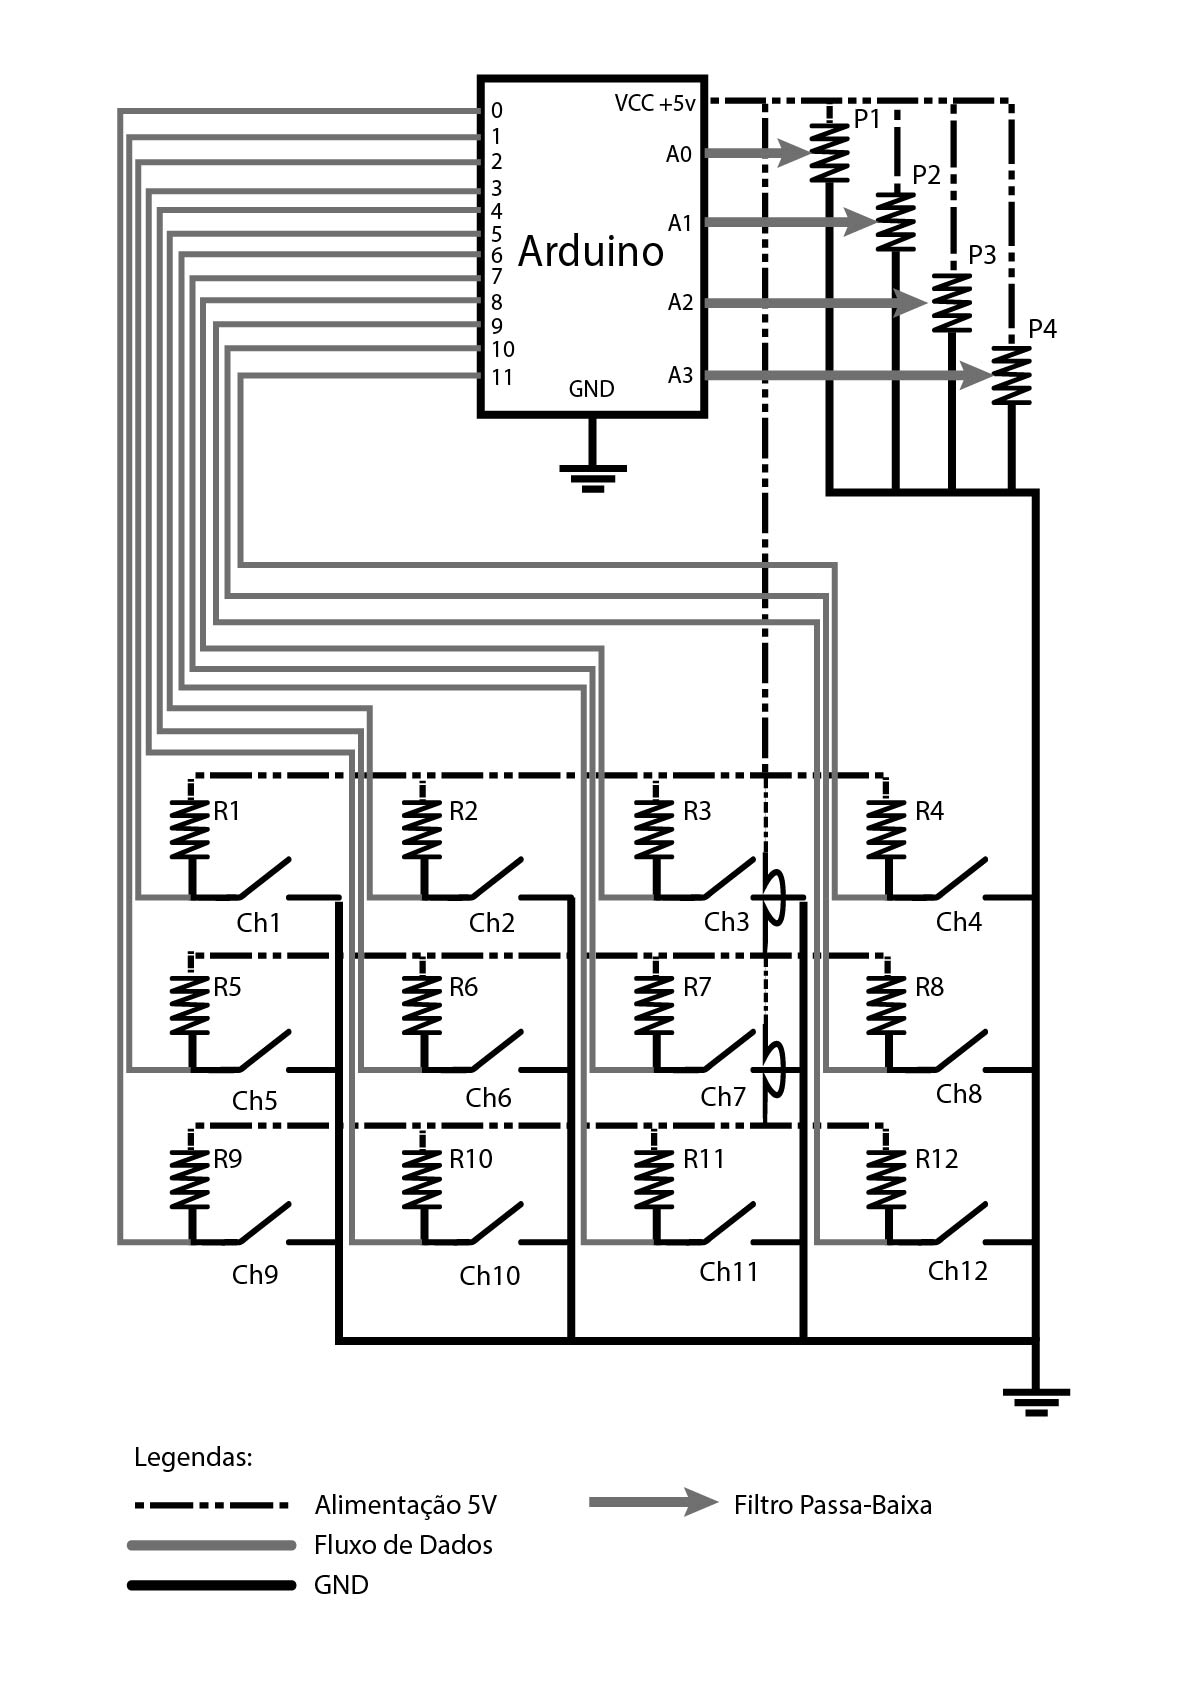 0
1
2
3
4
5
6
7
8
9
10
11
VCC +5v
A0
A1
A2
A3
Arduino
GND
P1
P2
P3
P4
R1
R2
R3
R4
Ch1
Ch2
Ch3
Ch4
R5
R6
R7
R8
Ch5
Ch6
Ch7
Ch8
R9
R10
R11
R12
Ch9
Ch10
Ch11
Ch12
Legendas:
Alimentação 5V
Fluxo de Dados
GND
Filtro Passa-Baixa